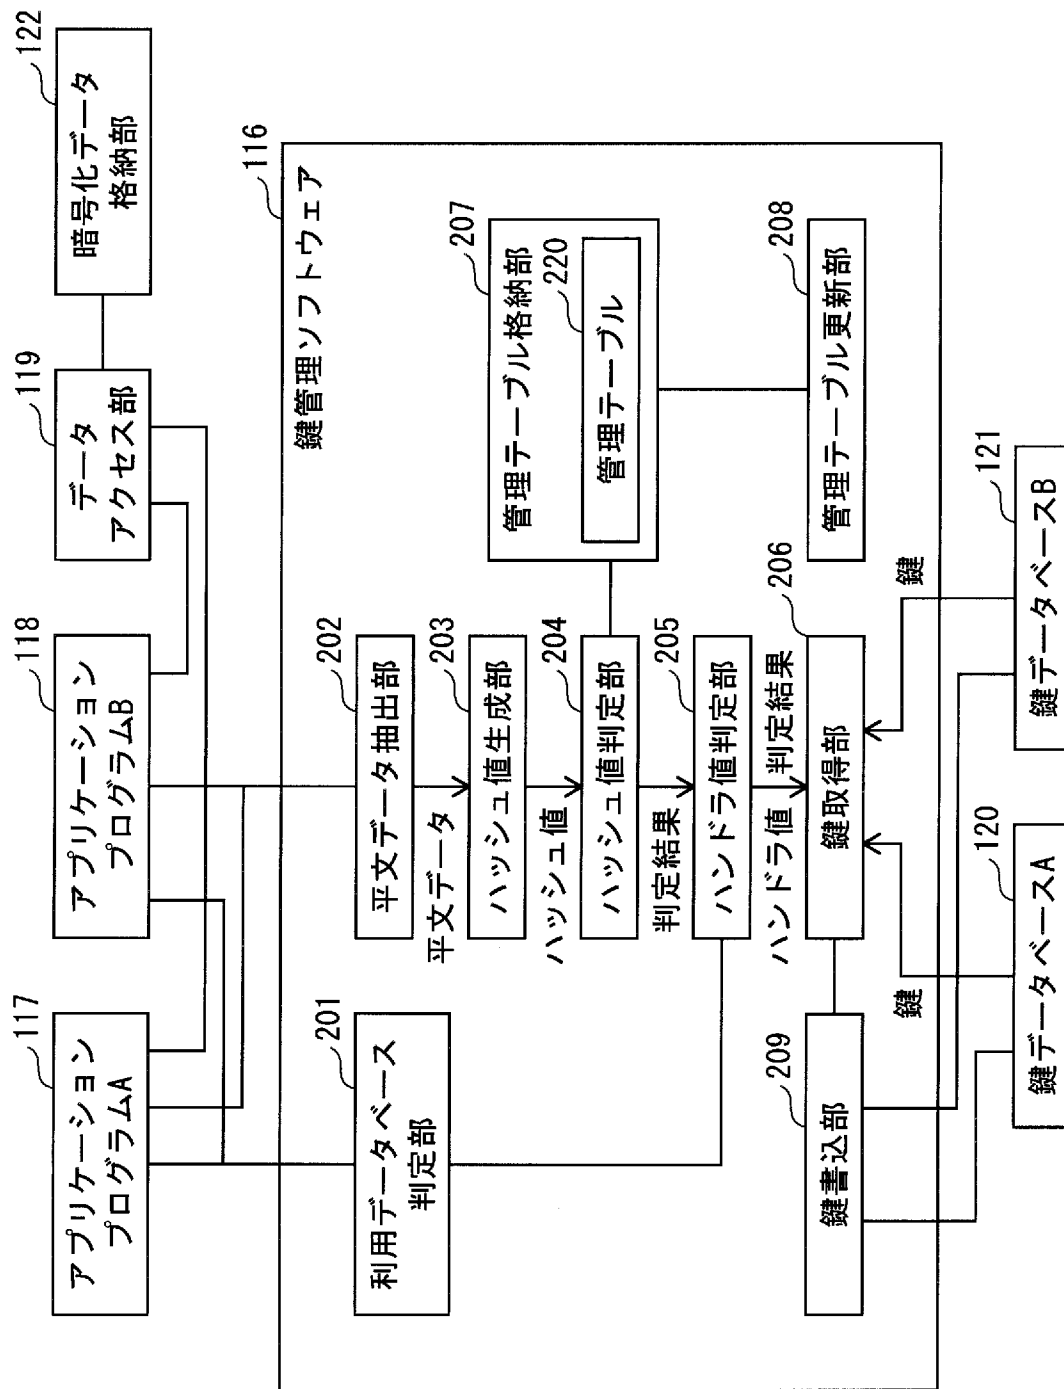 117
アプリケーション
プログラムA
118
アプリケーション
プログラムB
119
データ
アクセス部
122
暗号化データ
格納部
116
鍵管理ソフトウェア
201
利用データベース
判定部
202
平文データ抽出部
平文データ
203
ハッシュ値生成部
ハッシュ値
204
ハッシュ値判定部
判定結果
205
ハンドラ値判定部
ハンドラ値
判定結果
206
鍵取得部
207
管理テーブル格納部
220
管理テーブル
208
管理テーブル更新部
209
鍵書込部
鍵
鍵
120
鍵データベースA
121
鍵データベースB